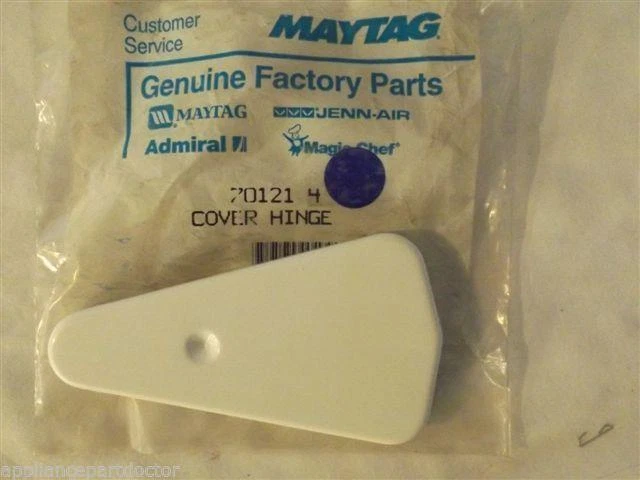 Customer
Service
MAYTAG
Genuine Factory Parts
MAYTAG JENN-AIR
Admiral Magic Chef
70121 4
COVER HINGE
appliancepartdoctor